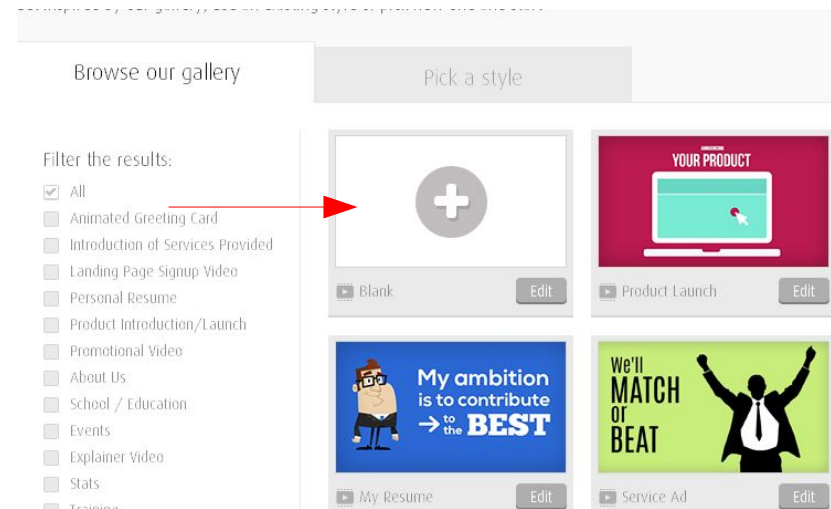 Browse our gallery
Pick a style
Filter the results:
All
Animated Greeting Card
Introduction of Services Provided
Landing Page Signup Video
Personal Resume
Product Introduction/Launch
Promotional Video
About Us
School / Education
Events
Explainer Video
Stats
Training
Blank
Edit
YOUR PRODUCT
Product Launch
Edit
My ambition
is to contribute
→ to the BEST
My Resume
Edit
We'll
MATCH
or
BEAT
Service Ad
Edit